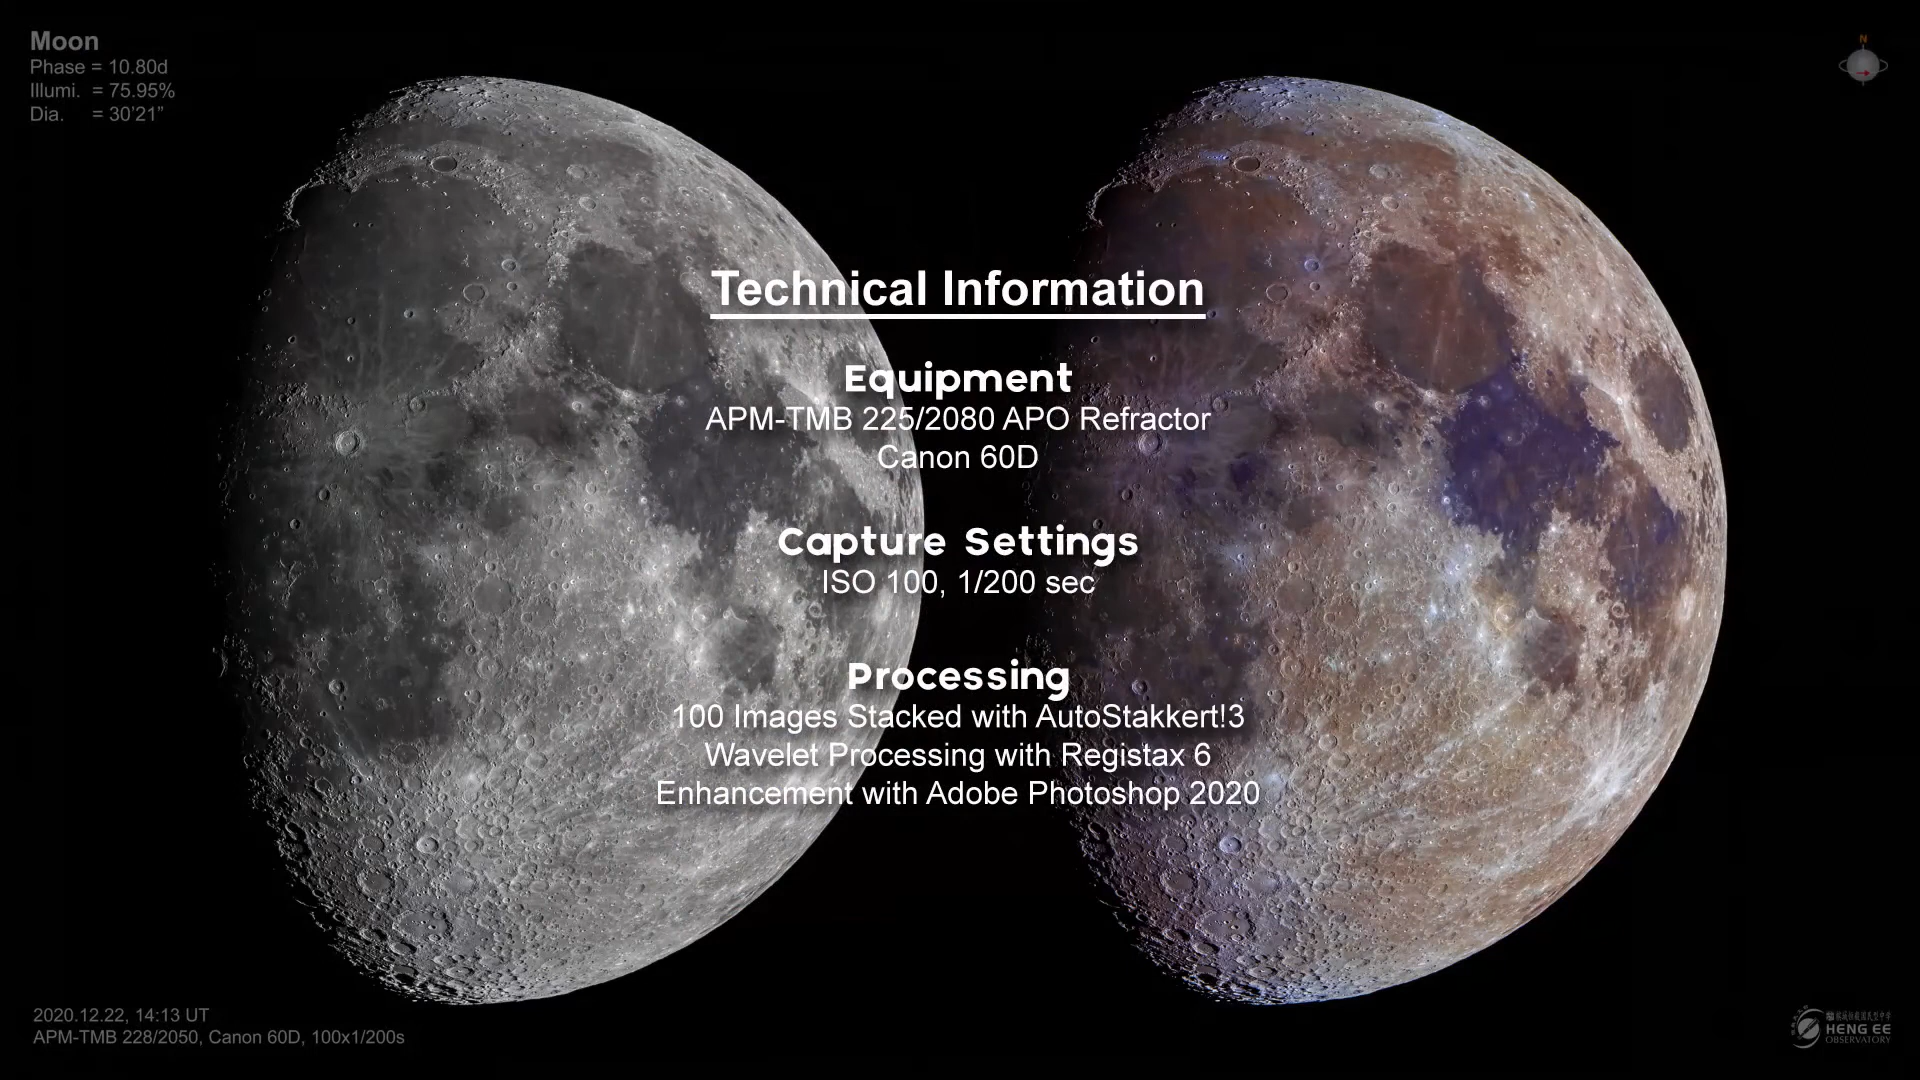 Moon
Phase = 10.80d
Illumi. = 75.95%
Dia. = 30'21”
N
Technical Information
Equipment
APM-TMB 225/2080 APO Refractor
Canon 60D
Capture Settings
ISO 100, 1/200 sec
Processing
100 Images Stacked with AutoStakkert!3
Wavelet Processing with Registax 6
Enhancement with Adobe Photoshop 2020
2020.12.22, 14:13 UT
APM-TMB 228/2050, Canon 60D, 100x1/200s
HENG EE
OBSERVATORY